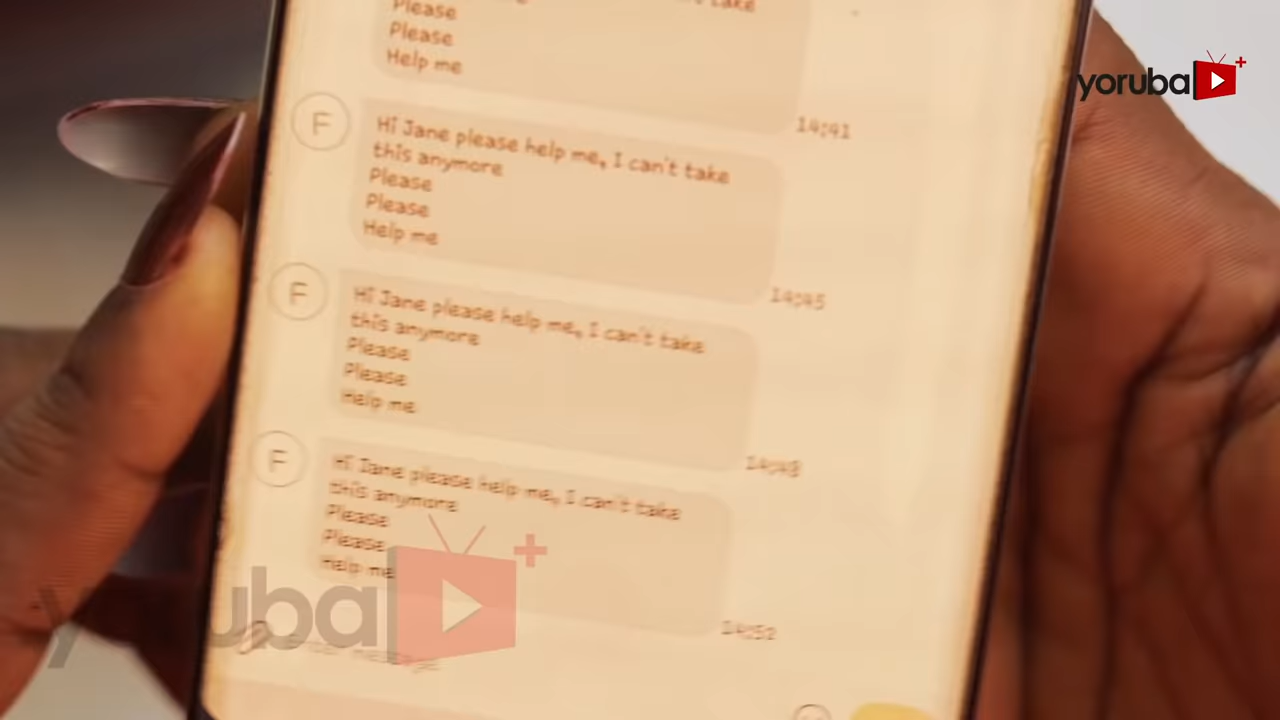 take
Please
Please
Help me
14:41
F
Hi Jane please help me, I can't take
this anymore
Please
Please
Help me
14:45
F
Hi Jane please help me, I can't take
this anymore
Please
Please
Help me
14:48
F
Hi Jane please help me, I can't take
this anymore
Please
Please
Help me
14:52
yoruba
yoruba